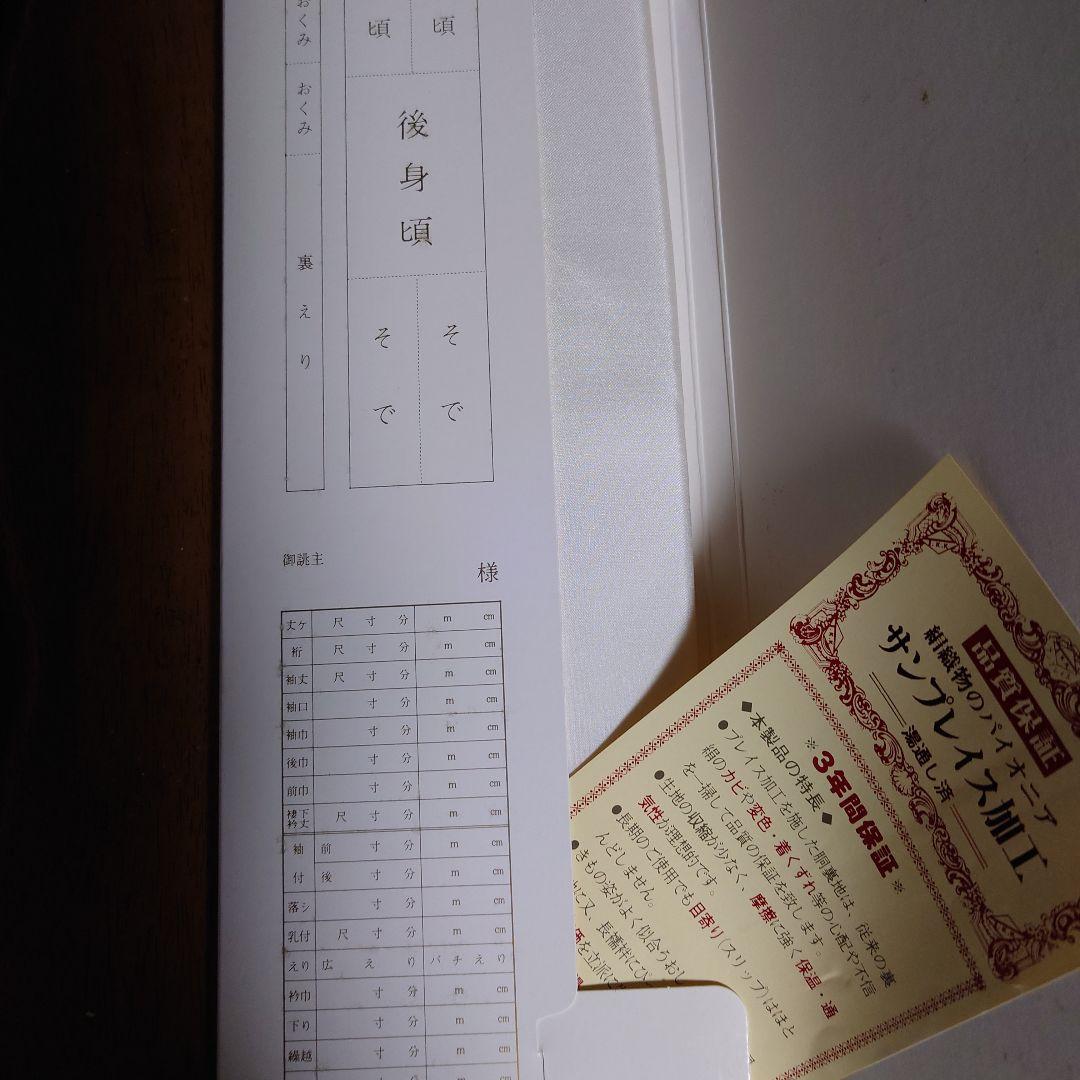 おくみ
おくみ
裏えり
頃
頃
後身頃
そで
そで
御誂主
様
丈ケ 尺 寸 分 m cm
裄 尺 寸 分 m cm
袖丈 尺 寸 分 m cm
袖口 寸 分 m cm
袖巾 寸 分 m cm
後巾 寸 分 m cm
前巾 寸 分 m cm
褄下
衿丈 尺 寸 分 m cm
袖 前 寸 分 m cm
付 後 寸 分 m cm
落シ 寸 分 m cm
乳付 尺 寸 分 m cm
えり 広えり バチえり
衿巾 寸 分 m cm
下り 寸 分 m cm
繰越 寸 分 m cm
品質保証
絹織物のパイオニア
サンプレイス加工
湯通し済
※3年間保証※
◆本製品の特長◆
●プレイス加工を施した胴裏地は、従来の裏
絹のカビや変色・着くずれ等の心配や不信
を一掃して品質の保証を致します。
●生地の収縮が少なく、摩擦に強く保温・通
気性が理想的です。
●長期のご使用でも目寄り(スリップ)はほと
んどしません。
●きもの姿がよく似合うおし
又、長襦袢にぴ
価を立派に